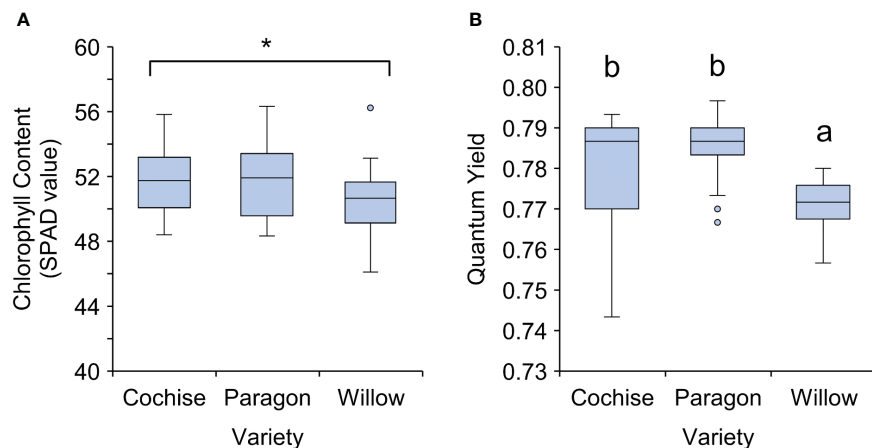 A
Chlorophyll Content
(SPAD value)
60
56
52
48
44
40
*
Cochise Paragon Willow
Variety
B
Quantum Yield
0.81
0.80
0.79
0.78
0.77
0.76
0.75
0.74
0.73
b b a
Cochise Paragon Willow
Variety